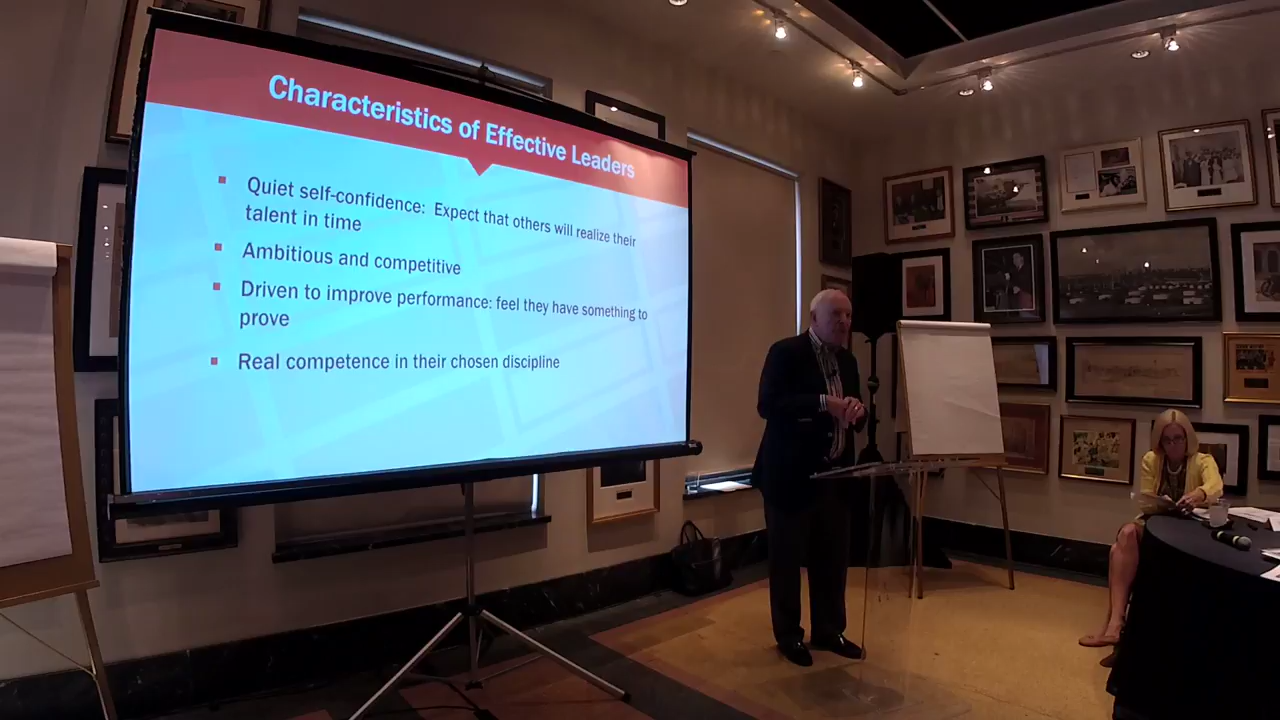 Characteristics of Effective Leaders
Quiet self-confidence: Expect that others will realize their
talent in time
Ambitious and competitive
Driven to improve performance: feel they have something to
prove
Real competence in their chosen discipline